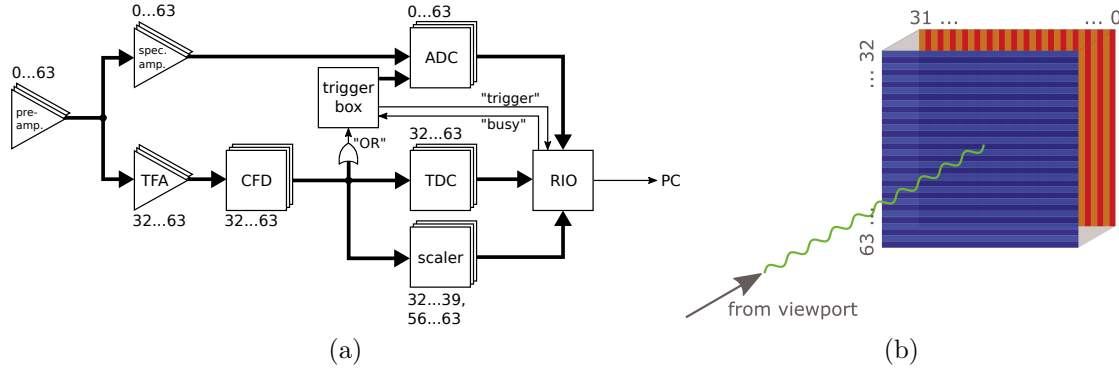 0...63
pre-
amp.
0...63
spec.
amp.
TFA
32...63
CFD
32...63
trigger
box
"OR"
0...63
ADC
"trigger"
"busy"
32...63
TDC
scaler
32...39,
56...63
RIO
PC
(a)
31 ...
... 0
... 32
63 ...
from viewport
(b)